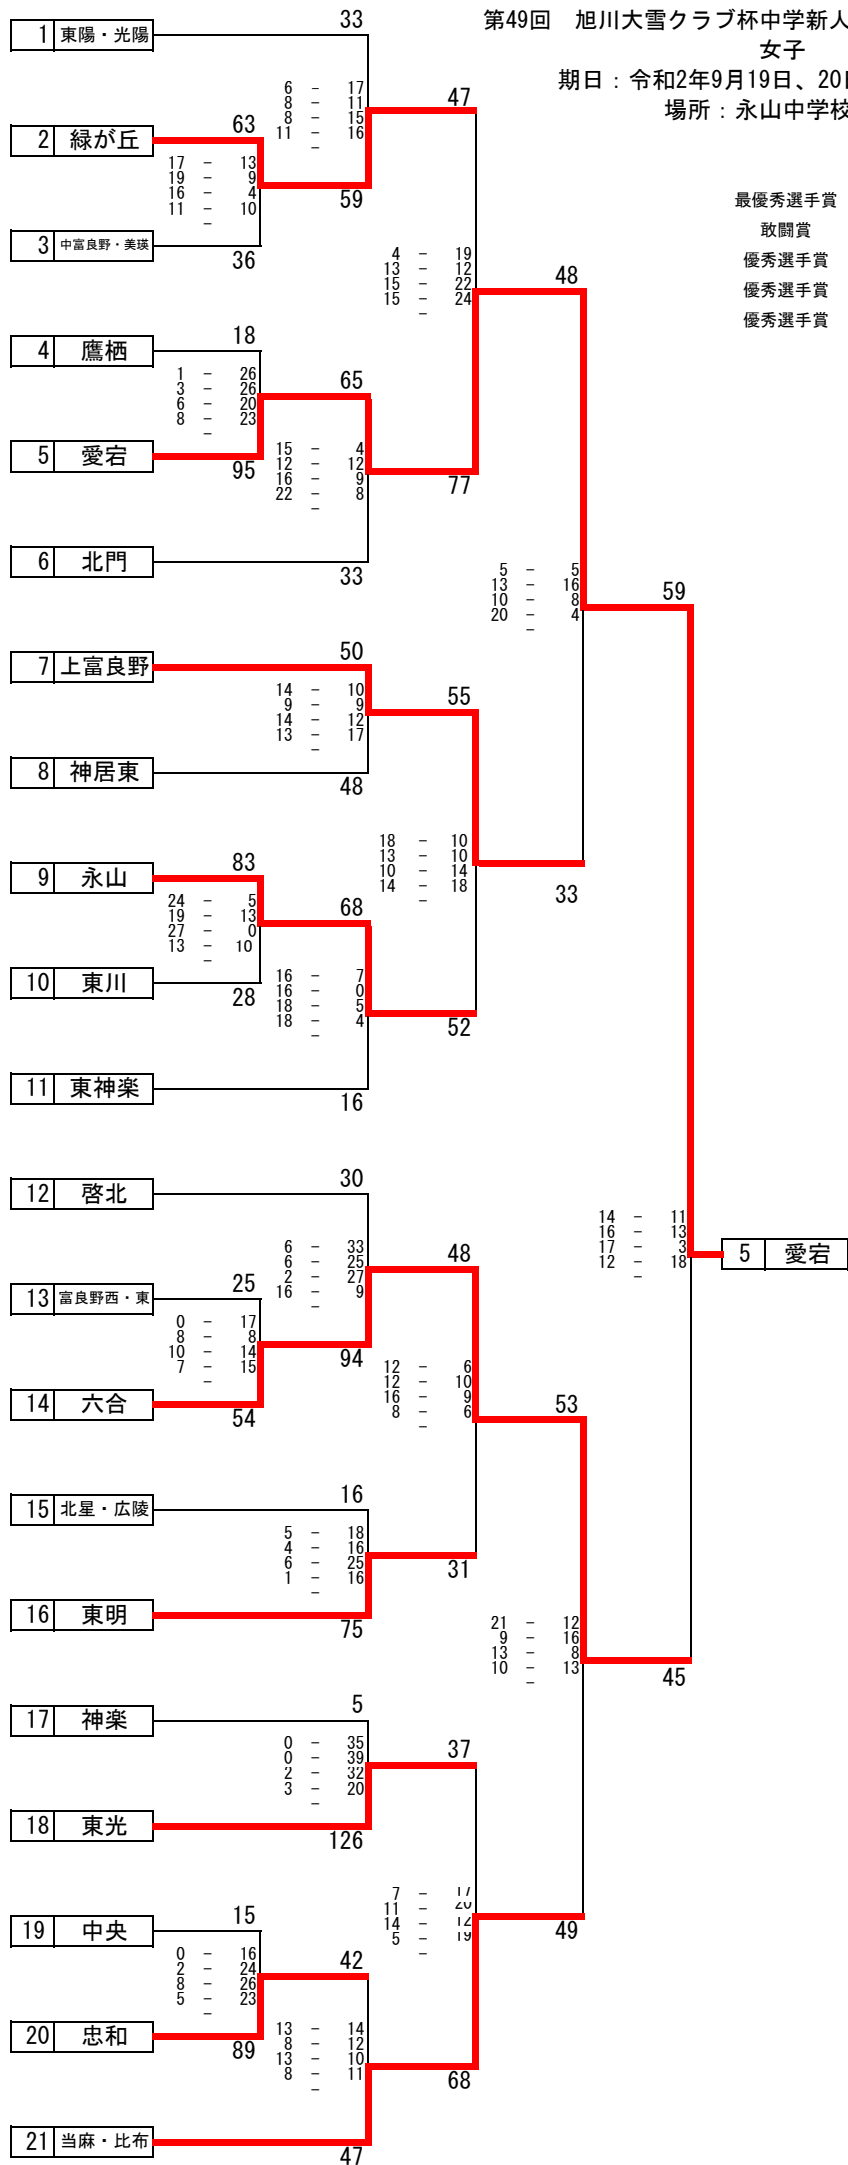 第49回　旭川大雪クラブ杯中学新人
女子
期日：令和2年9月19日、20日
場所：永山中学校
最優秀選手賞
敢闘賞
優秀選手賞
優秀選手賞
優秀選手賞
1 東陽・光陽
33
6 - 17
8 - 11
8 - 15
11 - 16
-
47
2 緑が丘
63
17 - 13
19 - 9
16 - 4
11 - 10
-
59
3 中富良野・美瑛
36
4 - 19
13 - 12
15 - 22
15 - 24
-
48
4 鷹栖
18
1 - 26
3 - 26
6 - 20
8 - 23
-
65
5 愛宕
95
15 - 4
12 - 12
16 - 9
22 - 8
-
77
6 北門
33
5 - 5
13 - 16
10 - 8
20 - 4
-
59
7 上富良野
50
14 - 10
9 - 9
14 - 12
13 - 17
-
55
8 神居東
48
18 - 10
13 - 10
10 - 14
14 - 18
-
33
9 永山
83
24 - 5
19 - 13
27 - 0
13 - 10
-
68
10 東川
28
16 - 7
16 - 0
18 - 5
18 - 4
-
52
11 東神楽
16
12 啓北
30
6 - 33
6 - 25
2 - 27
16 - 9
-
48
14 - 11
16 - 13
17 - 3
12 - 18
-
5 愛宕
13 富良野西・東
25
0 - 17
8 - 8
10 - 14
7 - 15
-
94
14 六合
54
12 - 6
12 - 10
16 - 9
8 - 6
-
53
15 北星・広陵
16
5 - 18
4 - 16
6 - 25
1 - 16
-
31
16 東明
75
21 - 12
9 - 16
13 - 8
10 - 13
-
45
17 神楽
5
0 - 35
0 - 39
2 - 32
3 - 20
-
37
18 東光
126
7 - 17
11 - 20
14 - 12
5 - 19
-
49
19 中央
15
0 - 16
2 - 24
8 - 26
5 - 23
-
42
20 忠和
89
13 - 14
8 - 12
13 - 10
8 - 11
-
68
21 当麻・比布
47